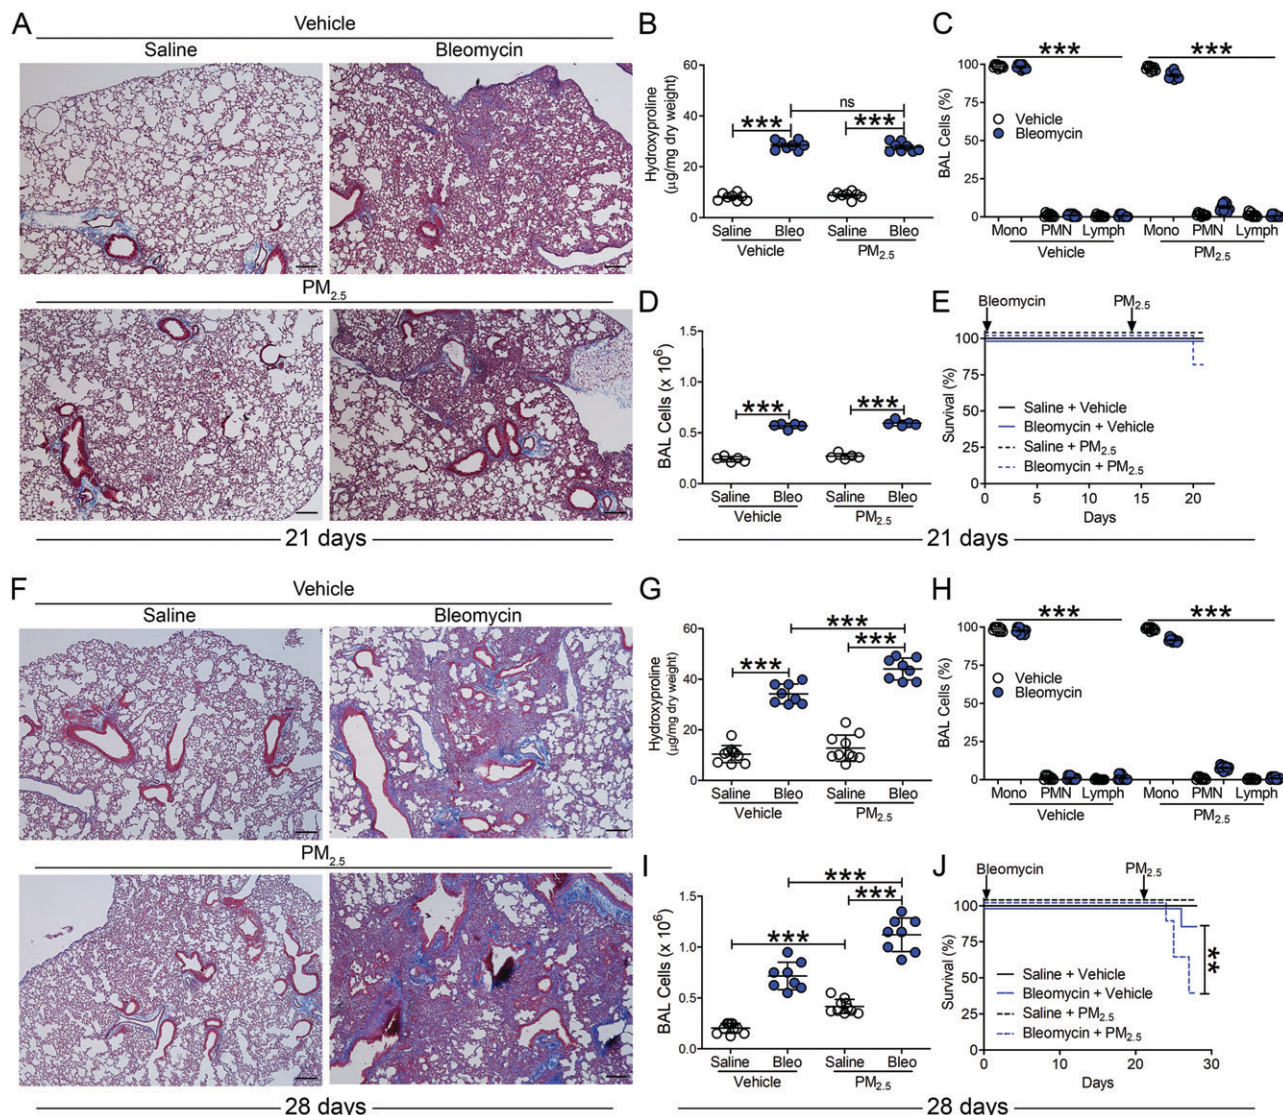 A
Vehicle
Saline Bleomycin
PM2.5
B
Hydroxyproline
(µg/mg dry weight)
60
40
20
0
*** ns ***
Saline Bleo Saline Bleo
Vehicle PM2.5
C
BAL Cells (%)
100
75
50
25
0
*** ***
Vehicle
Bleomycin
Mono PMN Lymph Mono PMN Lymph
Vehicle PM2.5
D
BAL Cells (x 10⁶)
1.5
1.0
0.5
0.0
*** ***
Saline Bleo Saline Bleo
Vehicle PM2.5
E
Bleomycin PM2.5
Survival (%)
100
75
50
25
0
Saline + Vehicle
Bleomycin + Vehicle
Saline + PM2.5
Bleomycin + PM2.5
0 5 10 15 20
Days
21 days 21 days
F
Vehicle
Saline Bleomycin
PM2.5
G
Hydroxyproline
(µg/mg dry weight)
60
40
20
0
***
*** ***
Saline Bleo Saline Bleo
Vehicle PM2.5
H
BAL Cells (%)
100
75
50
25
0
*** ***
Vehicle
Bleomycin
Mono PMN Lymph Mono PMN Lymph
Vehicle PM2.5
I
BAL Cells (x 10⁶)
1.5
1.0
0.5
0.0
***
***
***
Saline Bleo Saline Bleo
Vehicle PM2.5
J
Bleomycin PM2.5
Survival (%)
100
75
50
25
0
**
Saline + Vehicle
Bleomycin + Vehicle
Saline + PM2.5
Bleomycin + PM2.5
0 10 20 30
Days
28 days 28 days